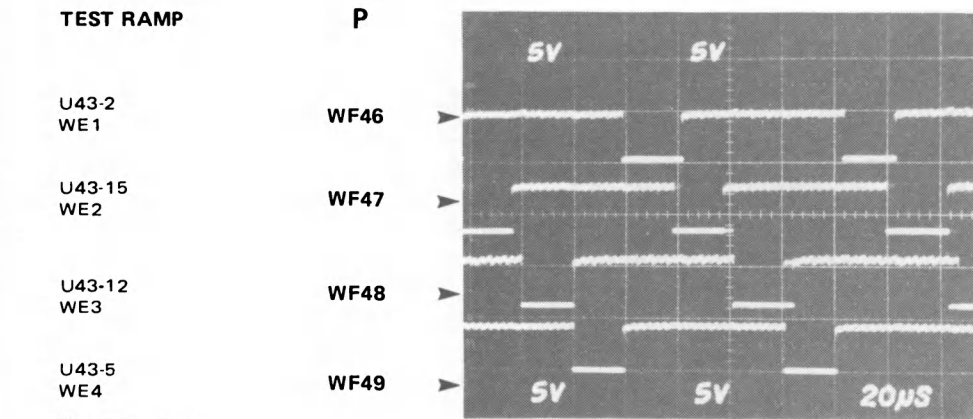 TEST RAMP P
5V 5V
U43-2
WE1
WF46
U43-15
WE2
WF47
U43-12
WE3
WF48
U43-5
WE4
WF49
5V 5V 20µS